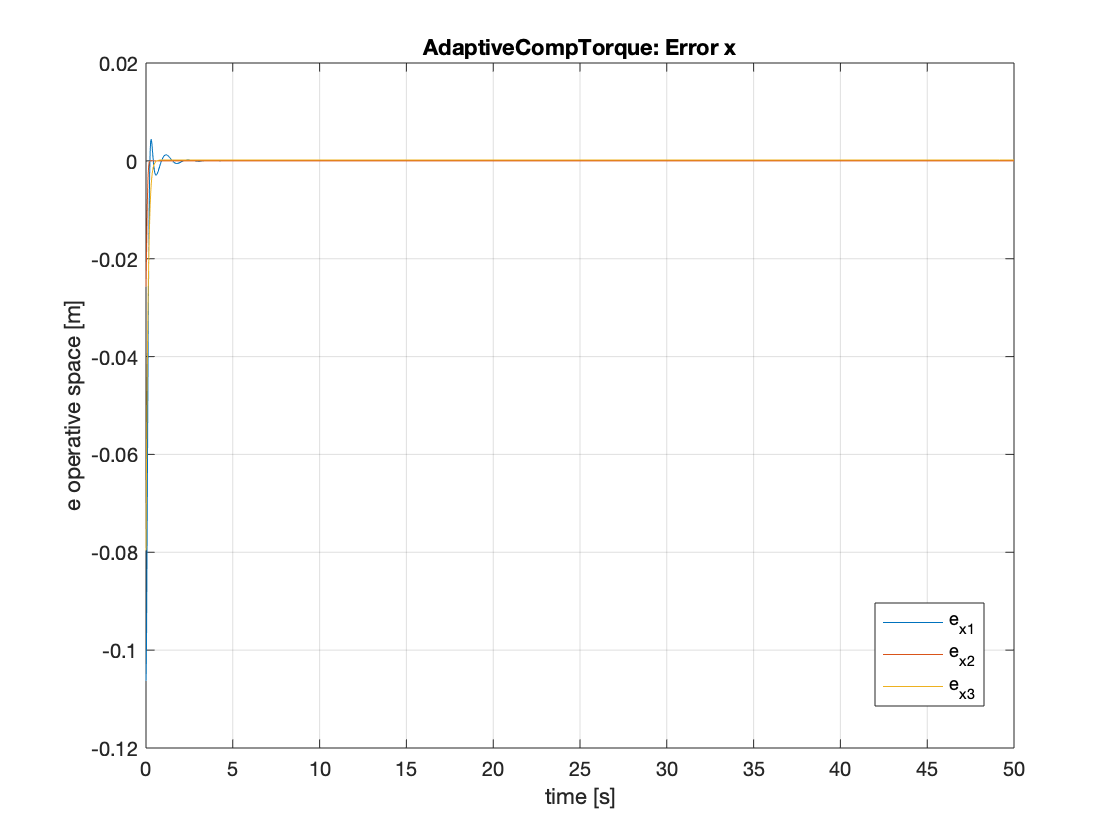 AdaptiveCompTorque: Error x
0.02
0
-0.02
-0.04
-0.06
-0.08
-0.1
-0.12
e operative space [m]
e_x1
e_x2
e_x3
0 5 10 15 20 25 30 35 40 45 50
time [s]